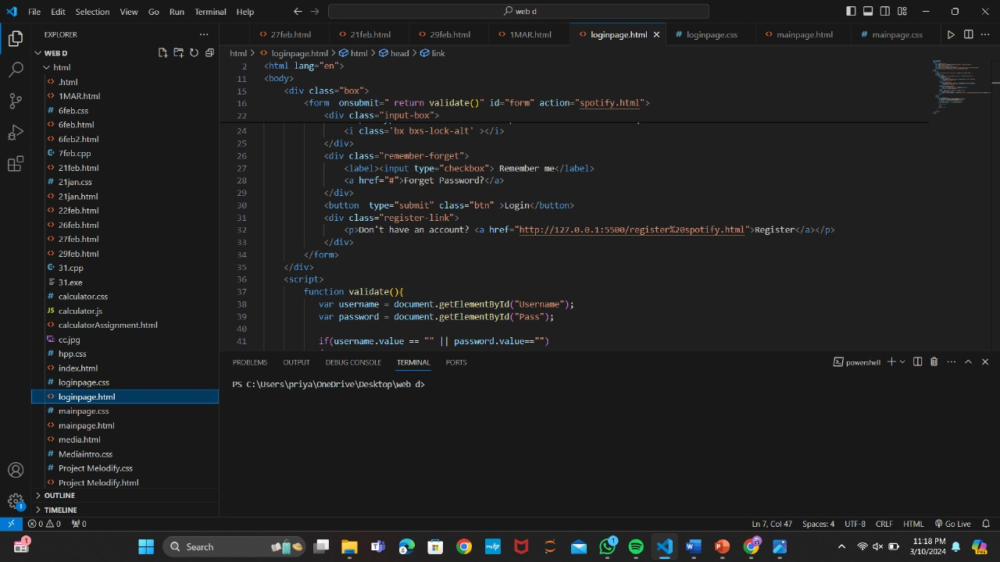 File Edit Selection View Go Run Terminal Help
web d
EXPLORER
WEB D
html
.html
1MAR.html
6feb.css
6feb.html
6feb2.html
7feb.cpp
21feb.html
21jan.css
21jan.html
22feb.html
26feb.html
27feb.html
29feb.html
31.cpp
31.exe
calculator.css
JS calculator.js
calculatorAssignment.html
cc.jpg
hpp.css
index.html
loginpage.css
loginpage.html
mainpage.css
mainpage.html
media.html
Mediaintro.css
Project Melodify.css
Project Melodify.html
OUTLINE
TIMELINE
27feb.html 21feb.html 29feb.html 1MAR.html loginpage.html loginpage.css mainpage.html mainpage.css
html > loginpage.html > html > head > link
2 <html lang="en">
11 <body>
15 <div class="box">
16 <form onsubmit=" return validate()" id="form" action="spotify.html">
22 <div class="input-box">
24 <i class='bx bxs-lock-alt' ></i>
25 </div>
26 <div class="remember-forget">
27 <label><input type="checkbox"> Remember me</label>
28 <a href="#">Forget Password?</a>
29 </div>
30 <button type="submit" class="btn" >Login</button>
31 <div class="register-link">
32 <p>Don't have an account? <a href="http://127.0.0.1:5500/register%20spotify.html">Register</a></p>
33 </div>
34 </form>
35 </div>
36 <script>
37 function validate(){
38 var username = document.getElementById("Username");
39 var password = document.getElementById("Pass");
40
41 if(username.value == "" || password.value=="")
PROBLEMS OUTPUT DEBUG CONSOLE TERMINAL PORTS
powershell
PS C:\Users\priya\OneDrive\Desktop\web d>
0 0 0
Ln 7, Col 47 Spaces: 4 UTF-8 CRLF HTML Go Live
1
1
Search
1
11:18 PM
3/10/2024